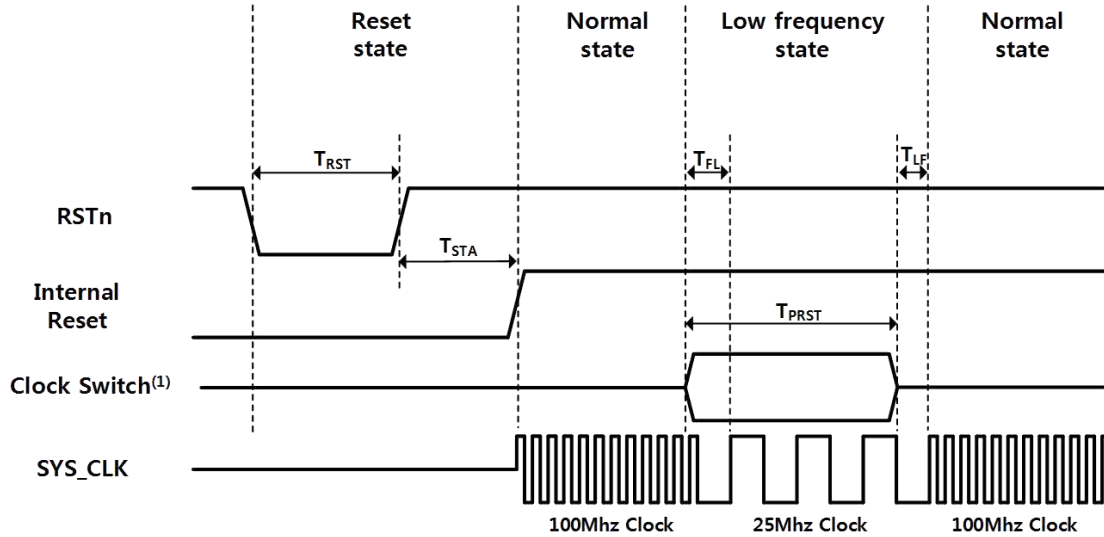 Reset
state
Normal
state
Low frequency
state
Normal
state
TRST
TFL
TLF
RSTn
TSTA
Internal
Reset
TPRST
Clock Switch(1)
SYS_CLK
100Mhz Clock
25Mhz Clock
100Mhz Clock